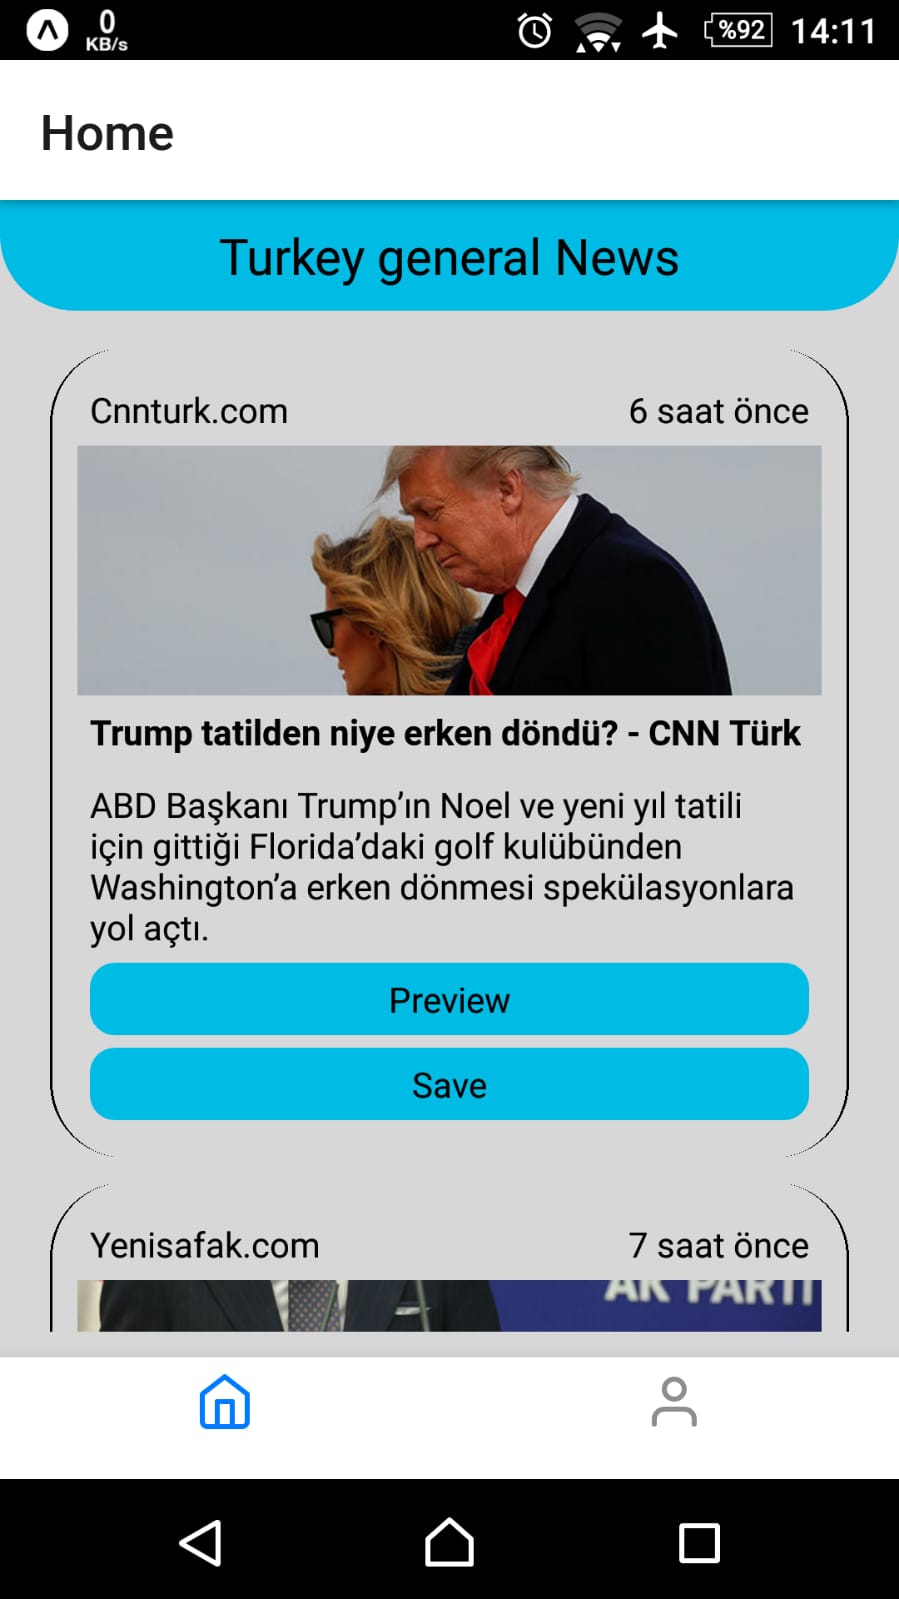 0
KB/s
%92
14:11
Home
Turkey general News
Cnnturk.com
6 saat önce
Trump tatilden niye erken döndü? - CNN Türk
ABD Başkanı Trump’ın Noel ve yeni yıl tatili
için gittiği Florida’daki golf kulübünden
Washington’a erken dönmesi spekülasyonlara
yol açtı.
Preview
Save
Yenisafak.com
7 saat önce
AK PARTİ